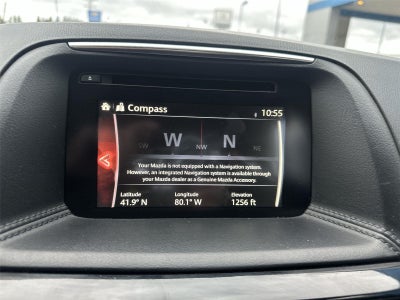 Compass
10:55
SW W NW N NE
Your Mazda is not equipped with a Navigation system.
However, an integrated Navigation system is available through
your Mazda dealer as a Genuine Mazda Accessory.
Latitude Longitude Elevation
41.9° N 80.1° W 1256 ft